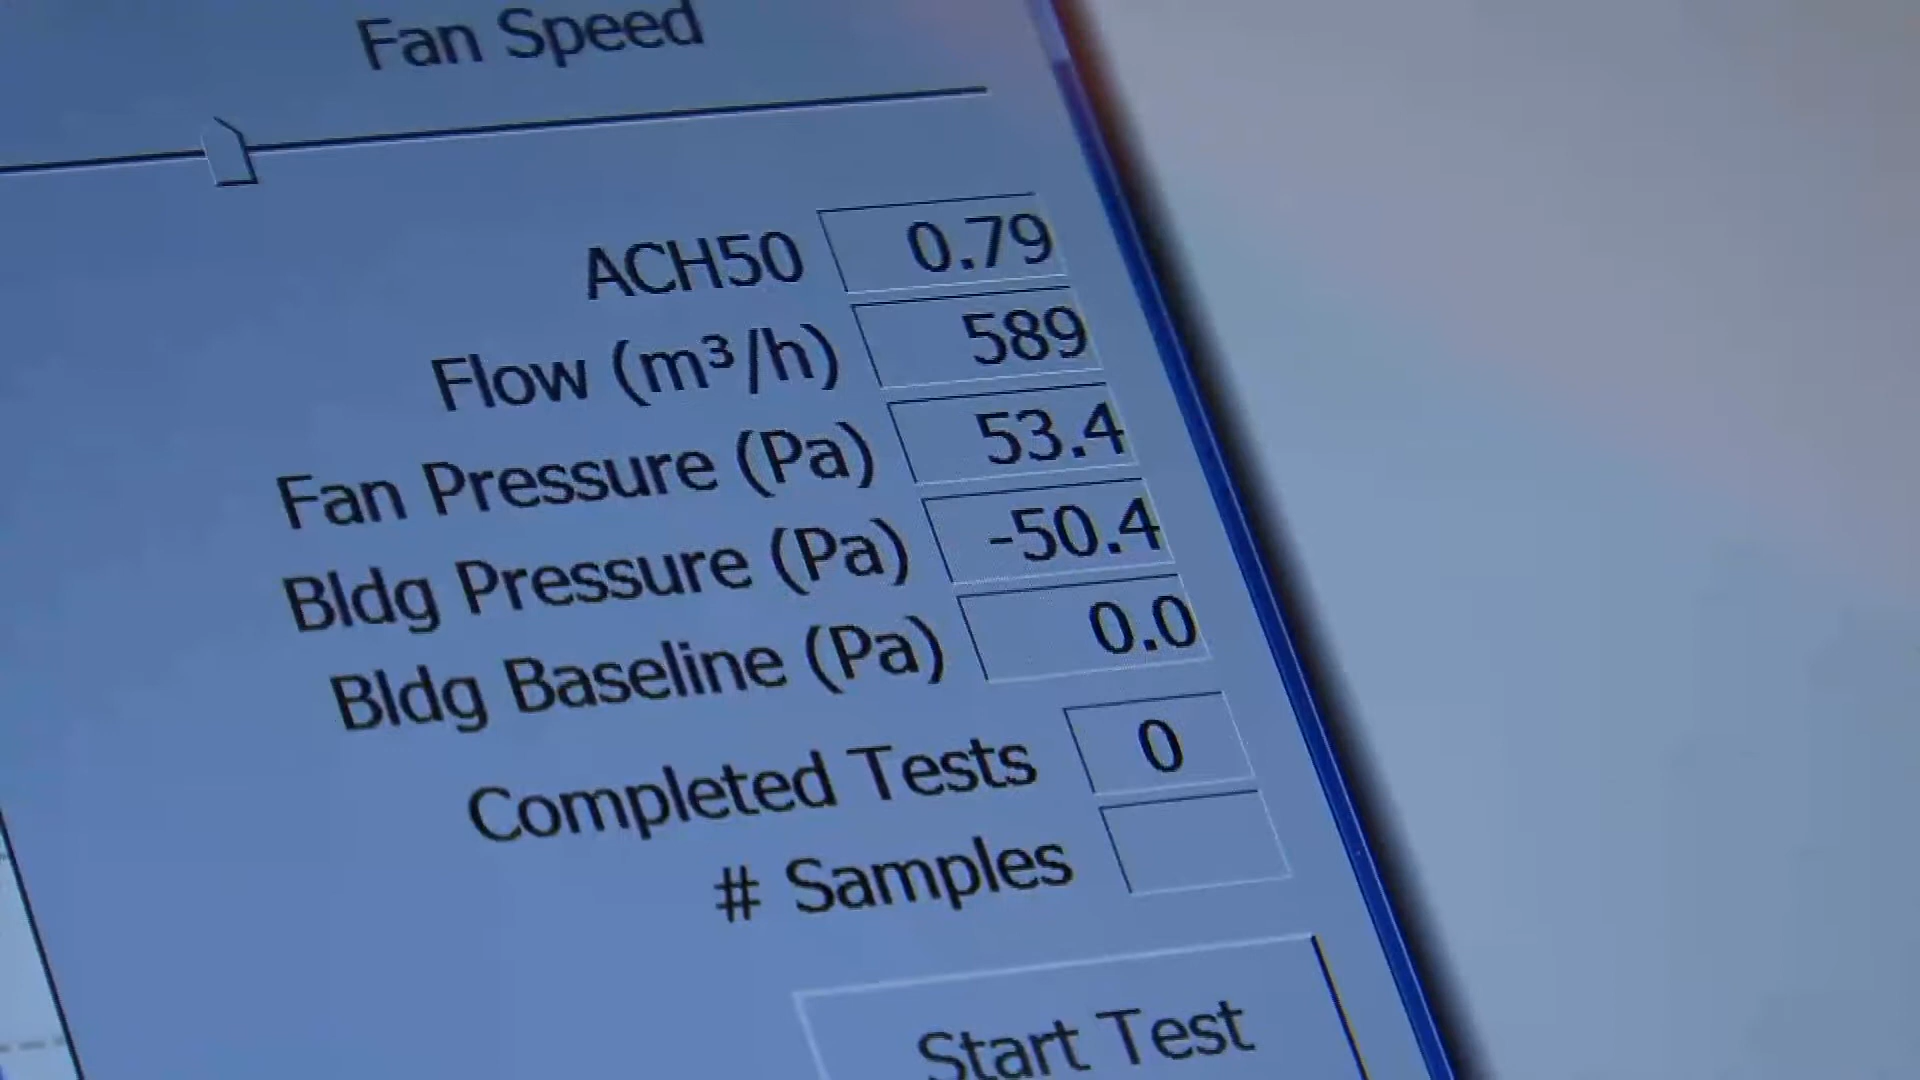 Fan Speed
ACH50 0.79
Flow (m³/h) 589
Fan Pressure (Pa) 53.4
Bldg Pressure (Pa) -50.4
Bldg Baseline (Pa) 0.0
Completed Tests 0
# Samples
Start Test